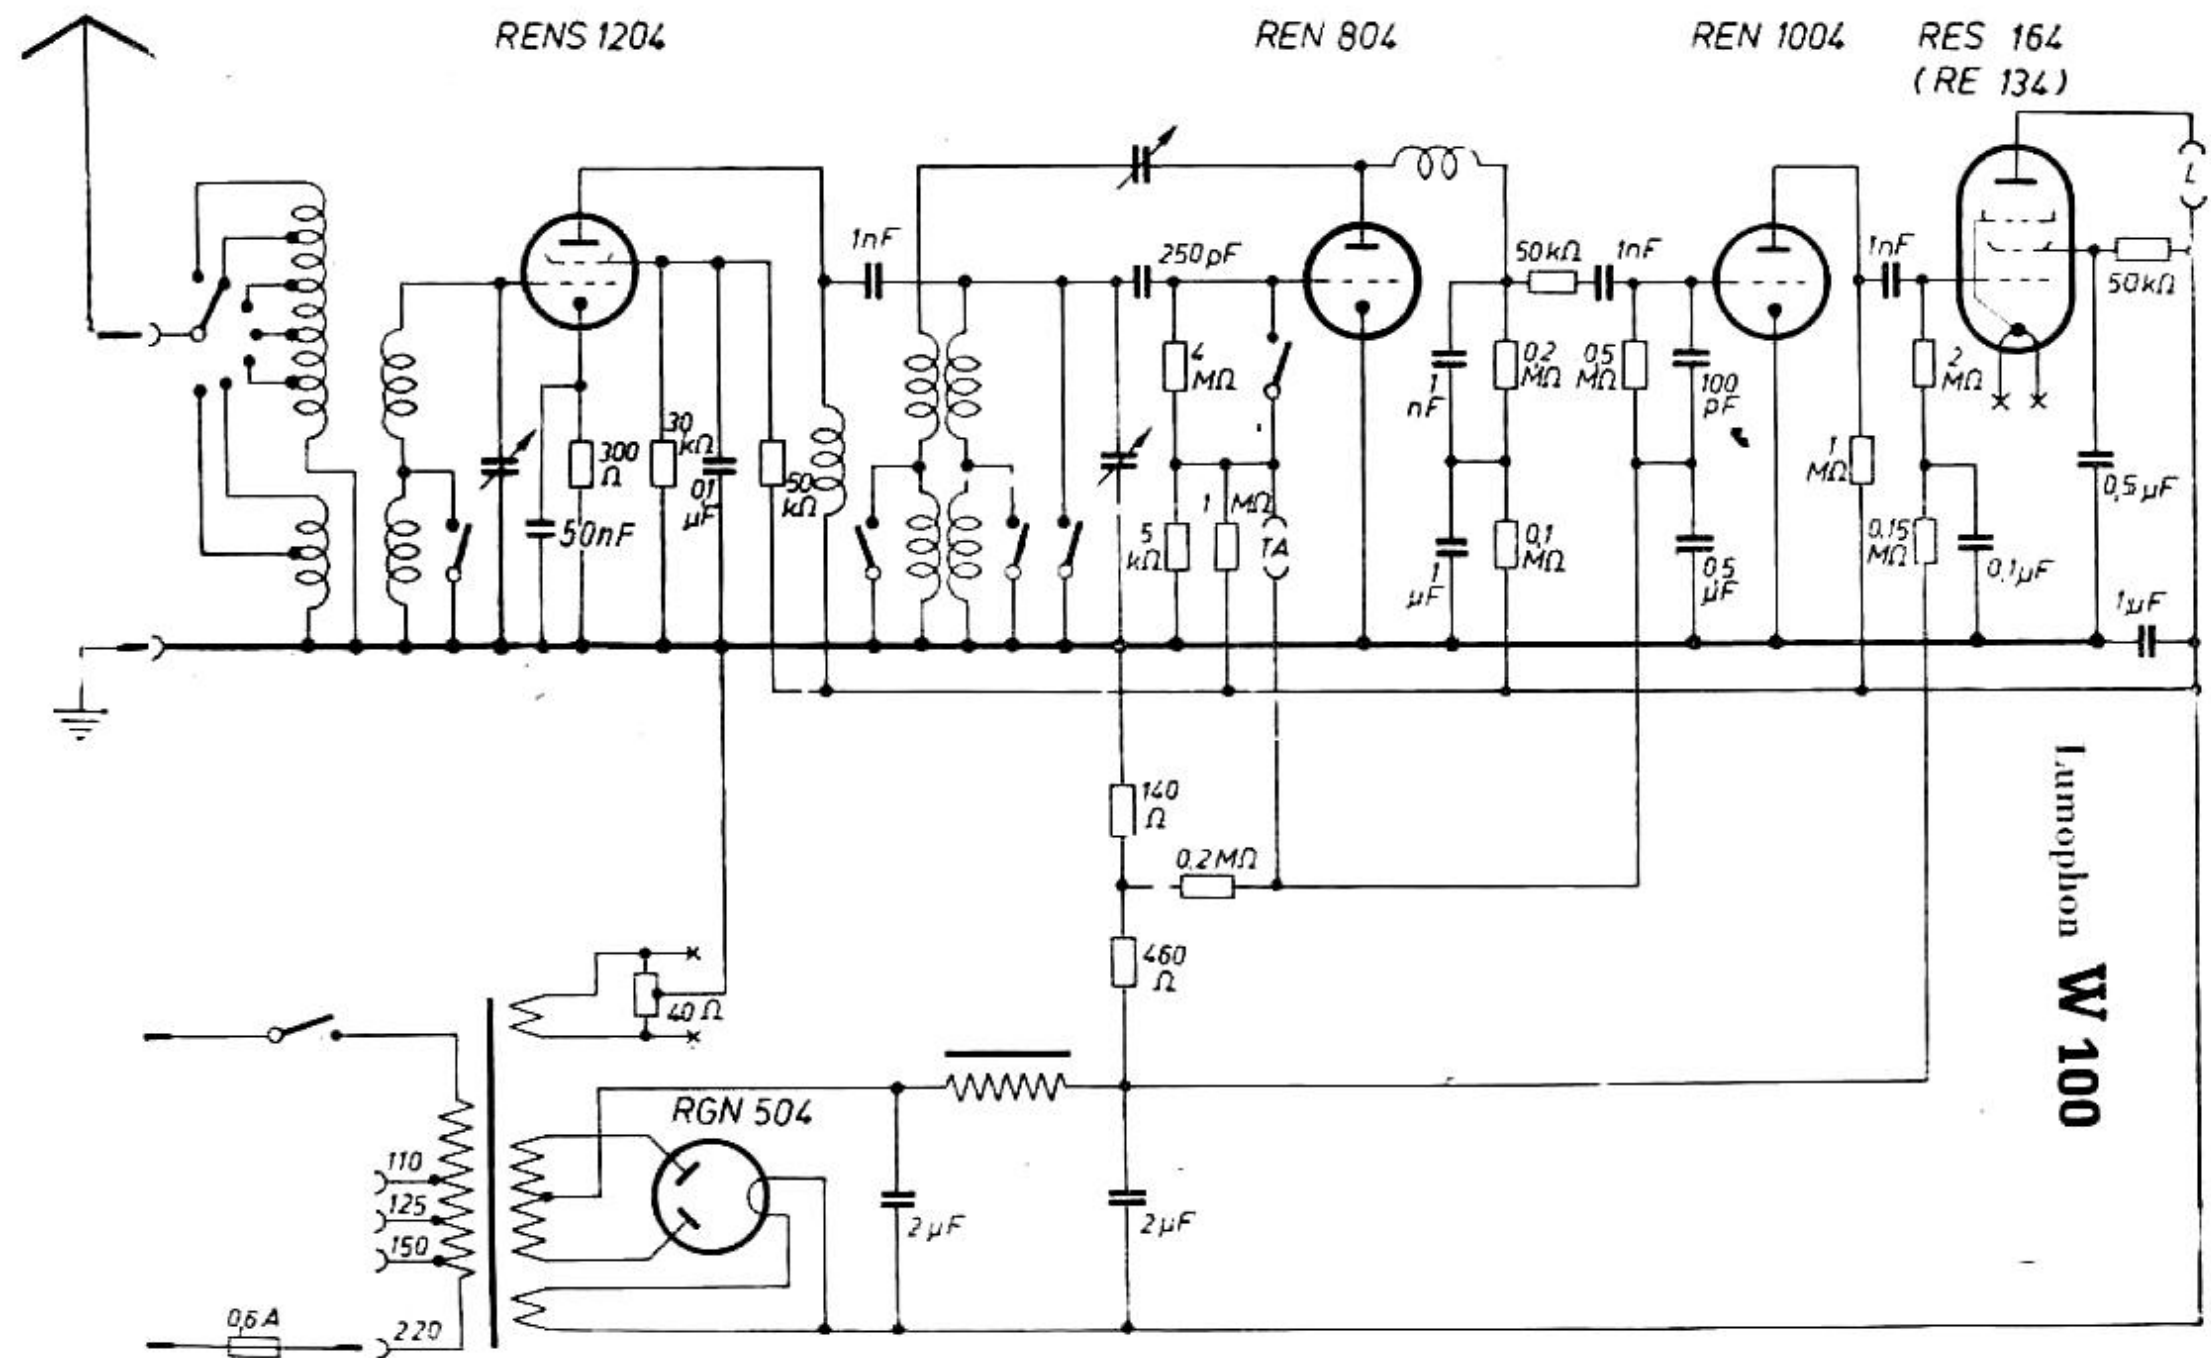 RENS 1204
REN 804
REN 1004
RES 164
(RE 134)
1nF
250pF
50kΩ
1nF
1nF
L
50kΩ
4
MΩ
1
nF
0.2
MΩ
0.5
MΩ
100
pF
2
MΩ
300
Ω
30
kΩ
0.1
µF
50
kΩ
50nF
1 MΩ
5
kΩ
TA
1
µF
0.1
MΩ
0.5
µF
1
MΩ
0.15
MΩ
0.1µF
0.5µF
1µF
140
Ω
0.2MΩ
460
Ω
40Ω
Lumophon W 100
RGN 504
110
125
150
220
2µF
2µF
0,6A